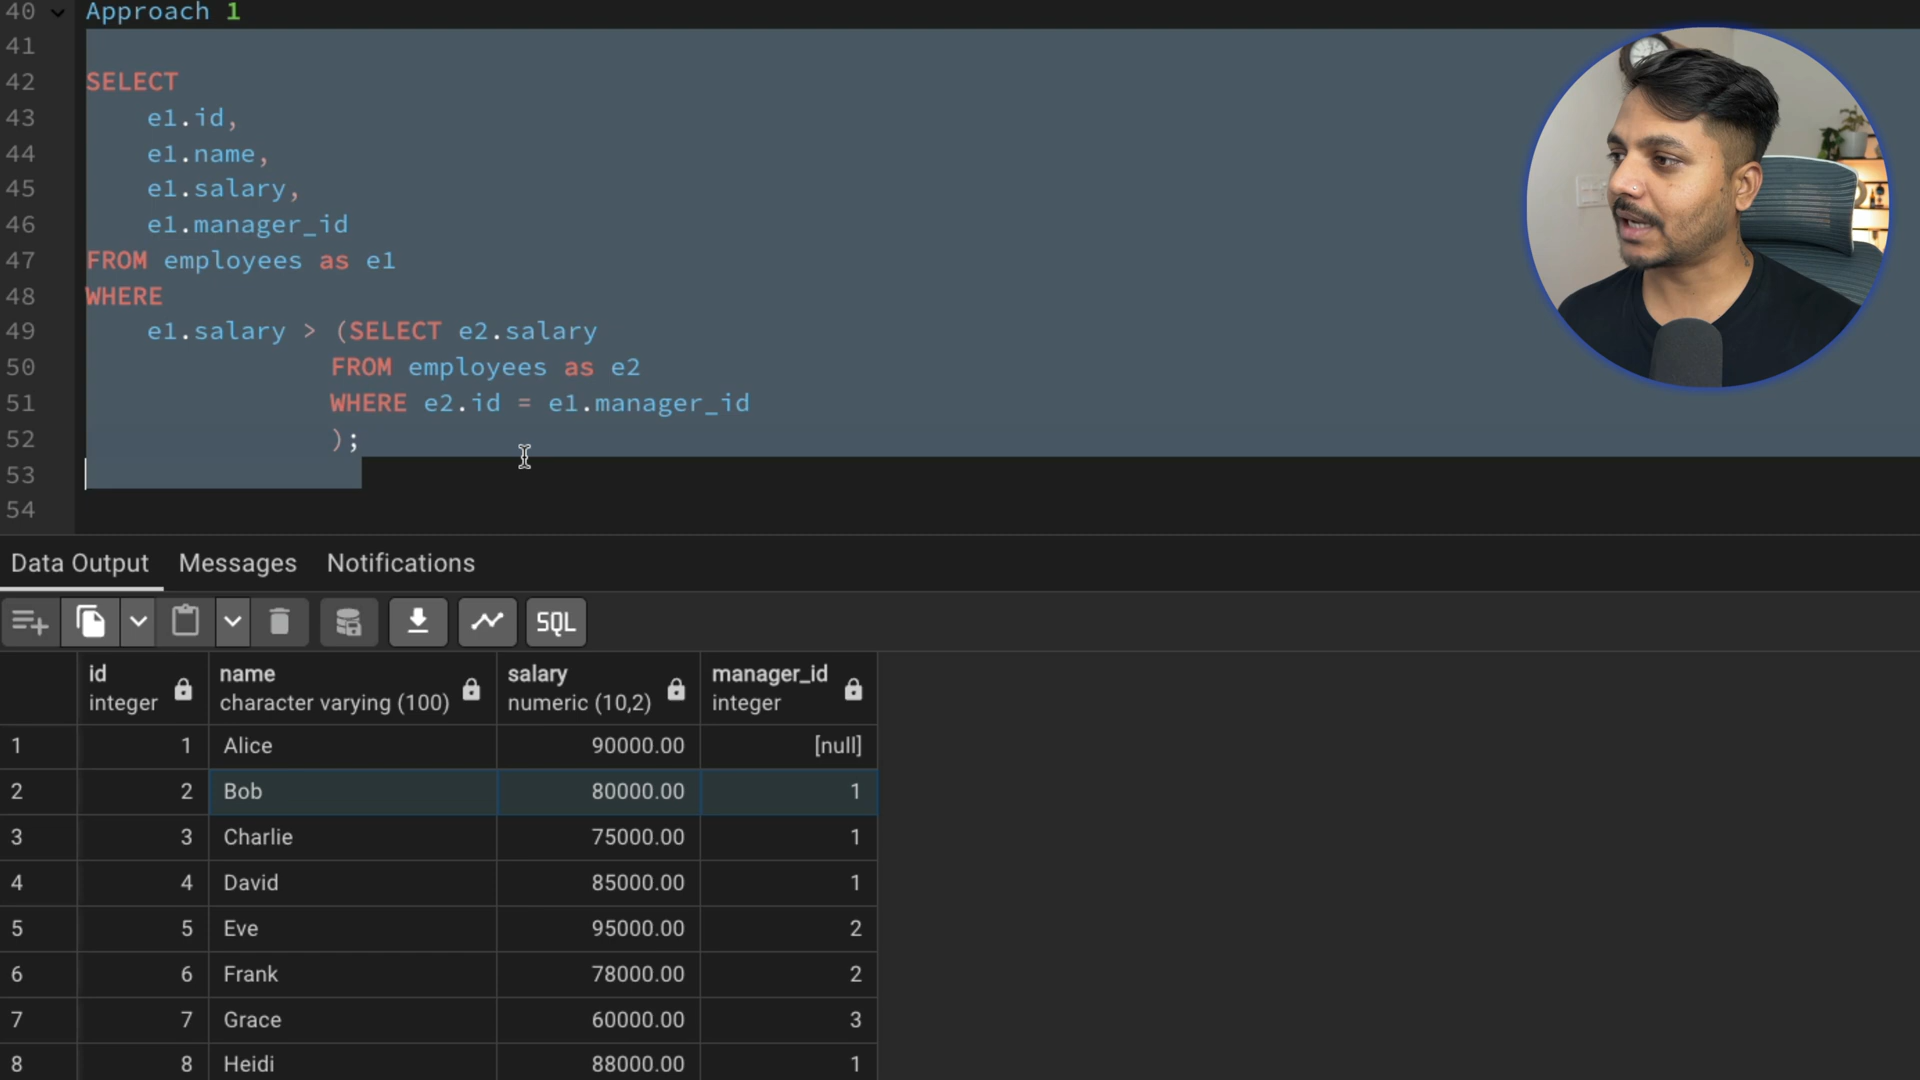 40 Approach 1
41
42 SELECT
43 e1.id,
44 e1.name,
45 e1.salary,
46 e1.manager_id
47 FROM employees as e1
48 WHERE
49 e1.salary > (SELECT e2.salary
50 FROM employees as e2
51 WHERE e2.id = e1.manager_id
52 );
53
54
Data Output Messages Notifications
SQL
id name salary manager_id
integer character varying (100) numeric (10,2) integer
1 1 Alice 90000.00 [null]
2 2 Bob 80000.00 1
3 3 Charlie 75000.00 1
4 4 David 85000.00 1
5 5 Eve 95000.00 2
6 6 Frank 78000.00 2
7 7 Grace 60000.00 3
8 8 Heidi 88000.00 1